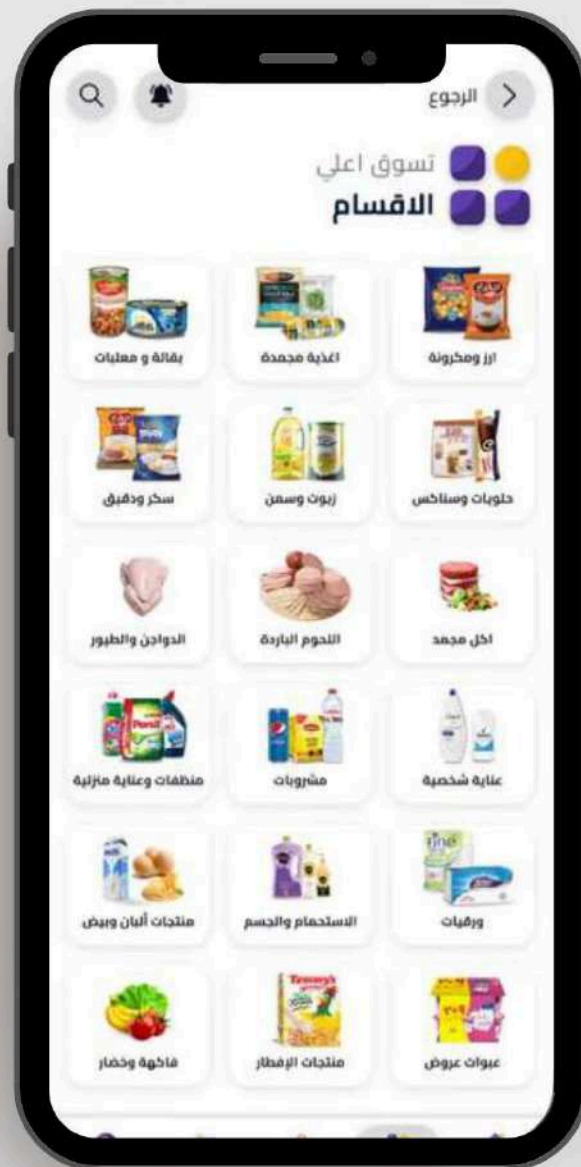 الرجوع
تسوق اعلي
الاقسام
ارز ومكرونة
اغذية مجمدة
بقالة و معلبات
حلويات وسناكس
زيوت وسمن
سكر ودقيق
اكل مجمد
اللحوم الباردة
الدواجن والطيور
عناية شخصية
مشروبات
Persil
منظفات وعناية منزلية
ورقيات
الاستحمام والجسم
منتجات ألبان وبيض
عبوات عروض
Temmy's
منتجات الإفطار
فاكهة وخضار